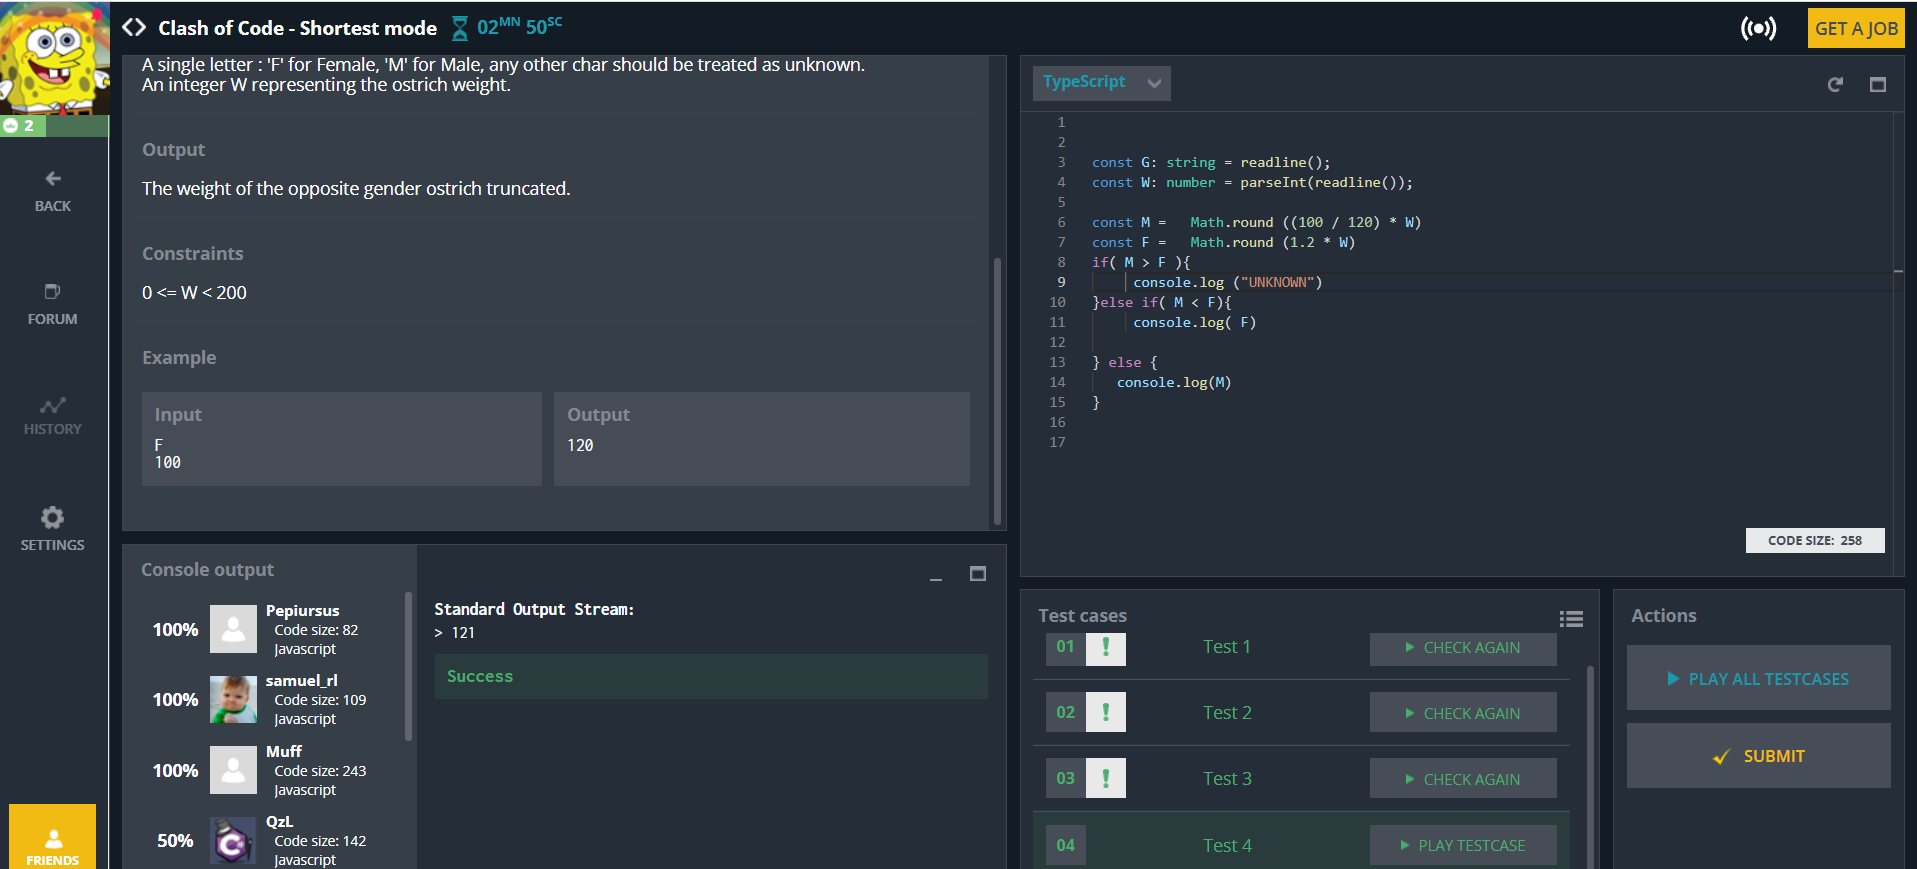 Clash of Code - Shortest mode 02MN 50SC
GET A JOB
2
BACK
FORUM
HISTORY
SETTINGS
FRIENDS
A single letter : 'F' for Female, 'M' for Male, any other char should be treated as unknown.
An integer W representing the ostrich weight.
Output
The weight of the opposite gender ostrich truncated.
Constraints
0 <= W < 200
Example
Input
F
100
Output
120
Console output
100%
Pepiursus
Code size: 82
Javascript
100%
samuel_rl
Code size: 109
Javascript
100%
Muff
Code size: 243
Javascript
50%
QzL
Code size: 142
Javascript
Standard Output Stream:
> 121
Success
TypeScript
1
2
3 const G: string = readline();
4 const W: number = parseInt(readline());
5
6 const M =   Math.round ((100 / 120) * W)
7 const F =   Math.round (1.2 * W)
8 if( M > F ){
9      console.log ("UNKNOWN")
10 }else if( M < F){
11      console.log( F)
12
13 } else {
14    console.log(M)
15 }
16
17
CODE SIZE: 258
Test cases
01 ! Test 1 CHECK AGAIN
02 ! Test 2 CHECK AGAIN
03 ! Test 3 CHECK AGAIN
04 Test 4 PLAY TESTCASE
Actions
PLAY ALL TESTCASES
SUBMIT